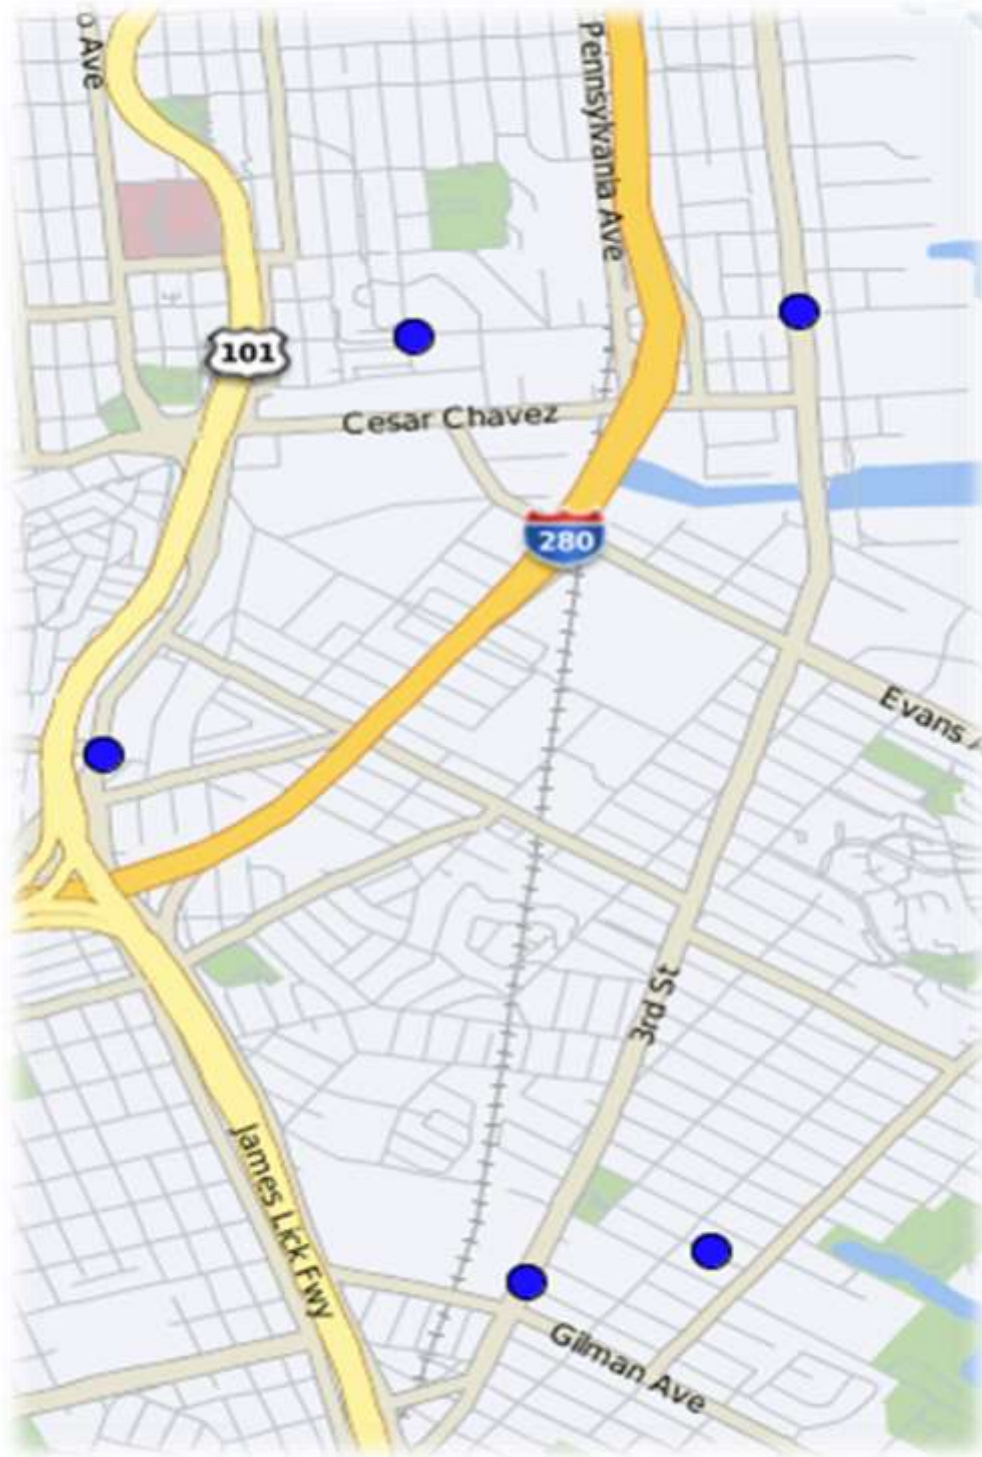 Ave
Pennsylvania Ave
101
Cesar Chavez
280
Evans
3rd St
James Lick Fwy
Gilman Ave